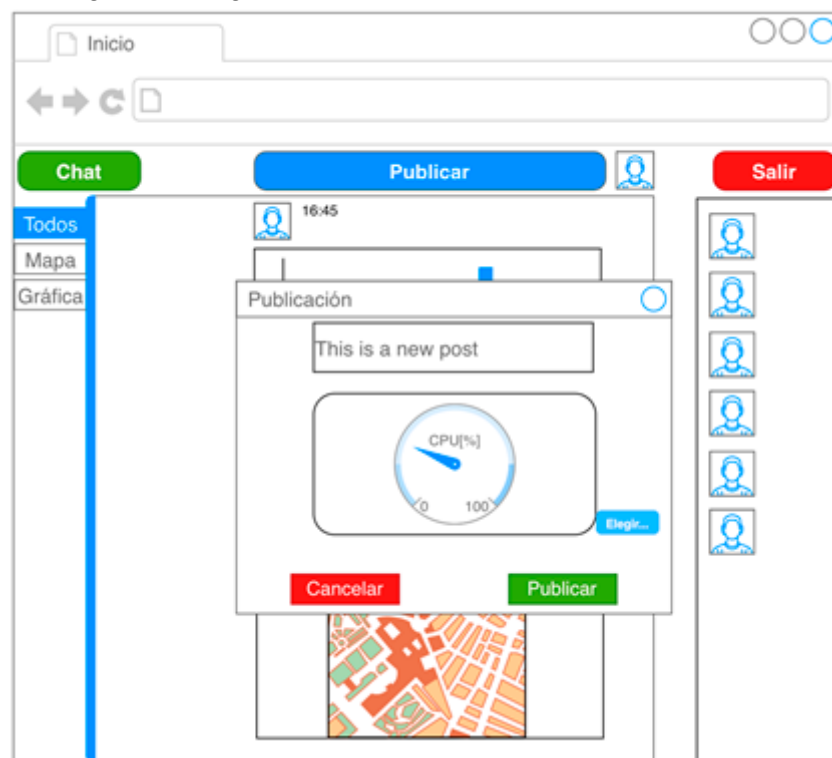 Inicio
Chat
Publicar
Salir
Todos
16:45
Mapa
Gráfica
Publicación
This is a new post
CPU[%]
0 100
Elegir...
Cancelar
Publicar